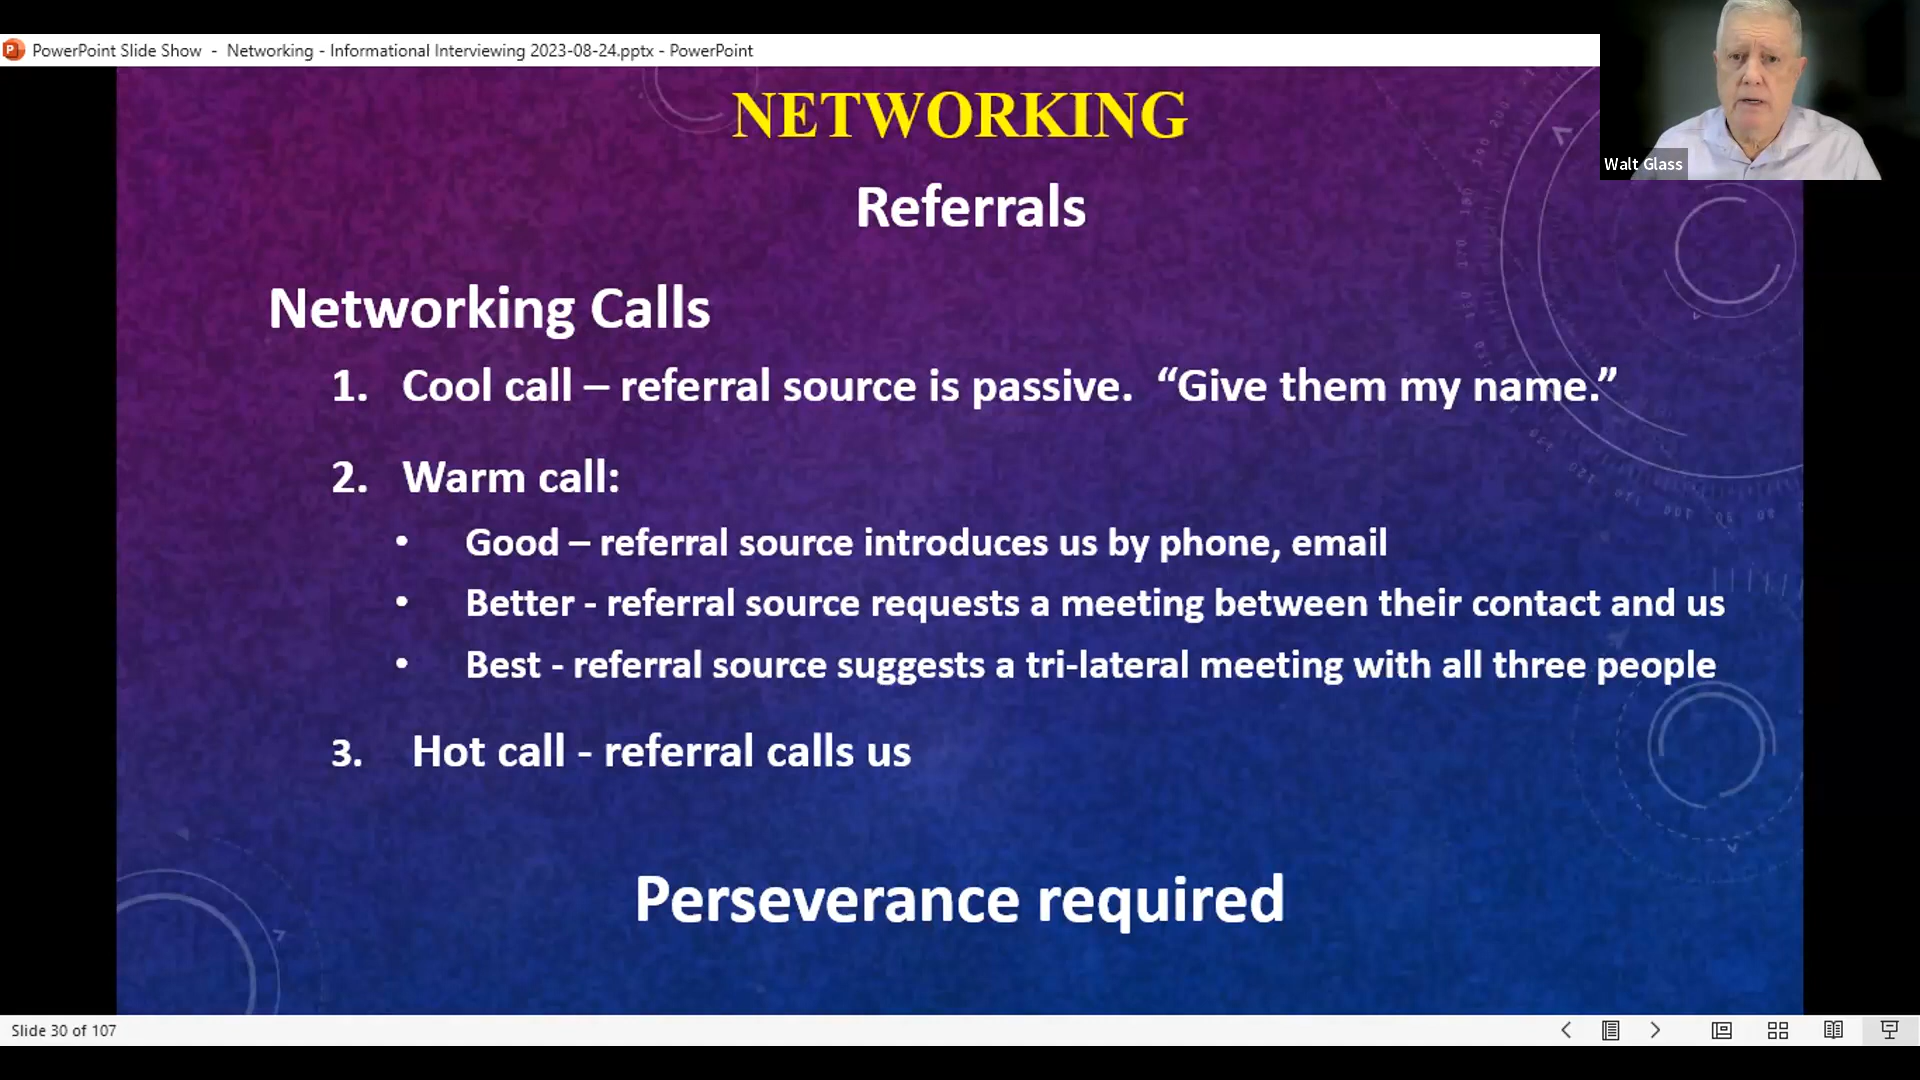 PowerPoint Slide Show - Networking - Informational Interviewing 2023-08-24.pptx - PowerPoint
Walt Glass
NETWORKING
Referrals
Networking Calls
1. Cool call – referral source is passive. “Give them my name.”
2. Warm call:
• Good – referral source introduces us by phone, email
• Better - referral source requests a meeting between their contact and us
• Best - referral source suggests a tri-lateral meeting with all three people
3. Hot call - referral calls us
Perseverance required
Slide 30 of 107